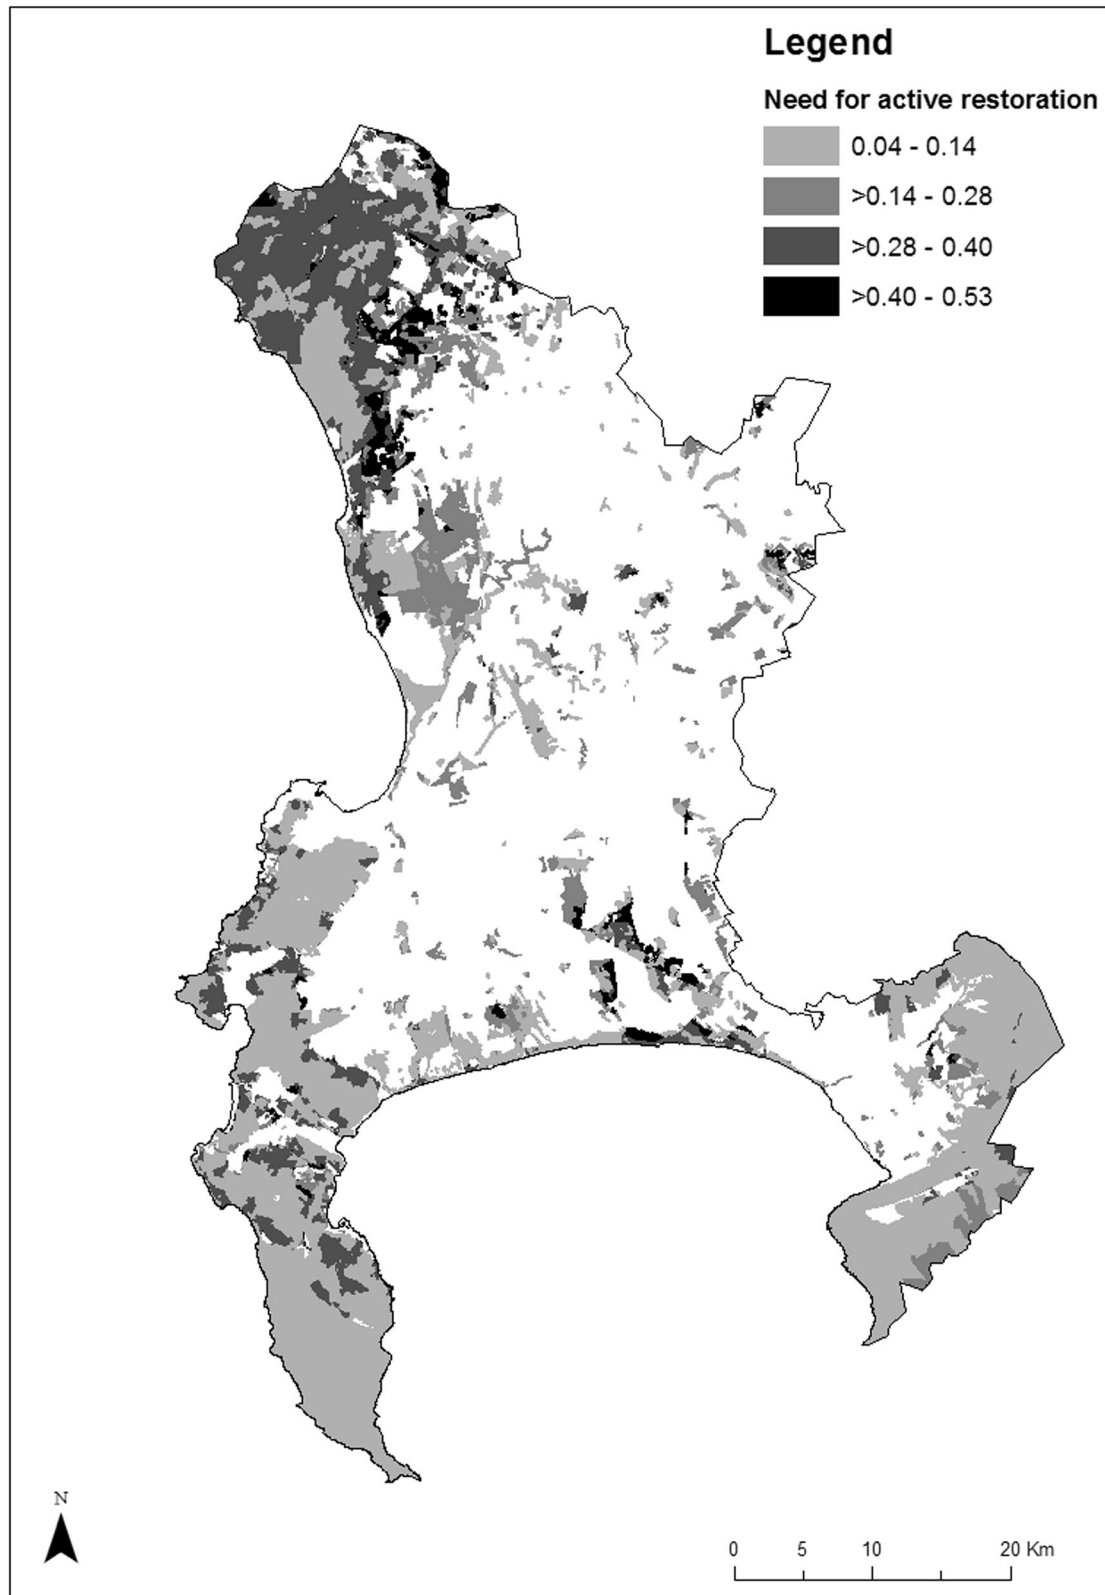 Legend
Need for active restoration
0.04 - 0.14
>0.14 - 0.28
>0.28 - 0.40
>0.40 - 0.53
N
0 5 10 20 Km